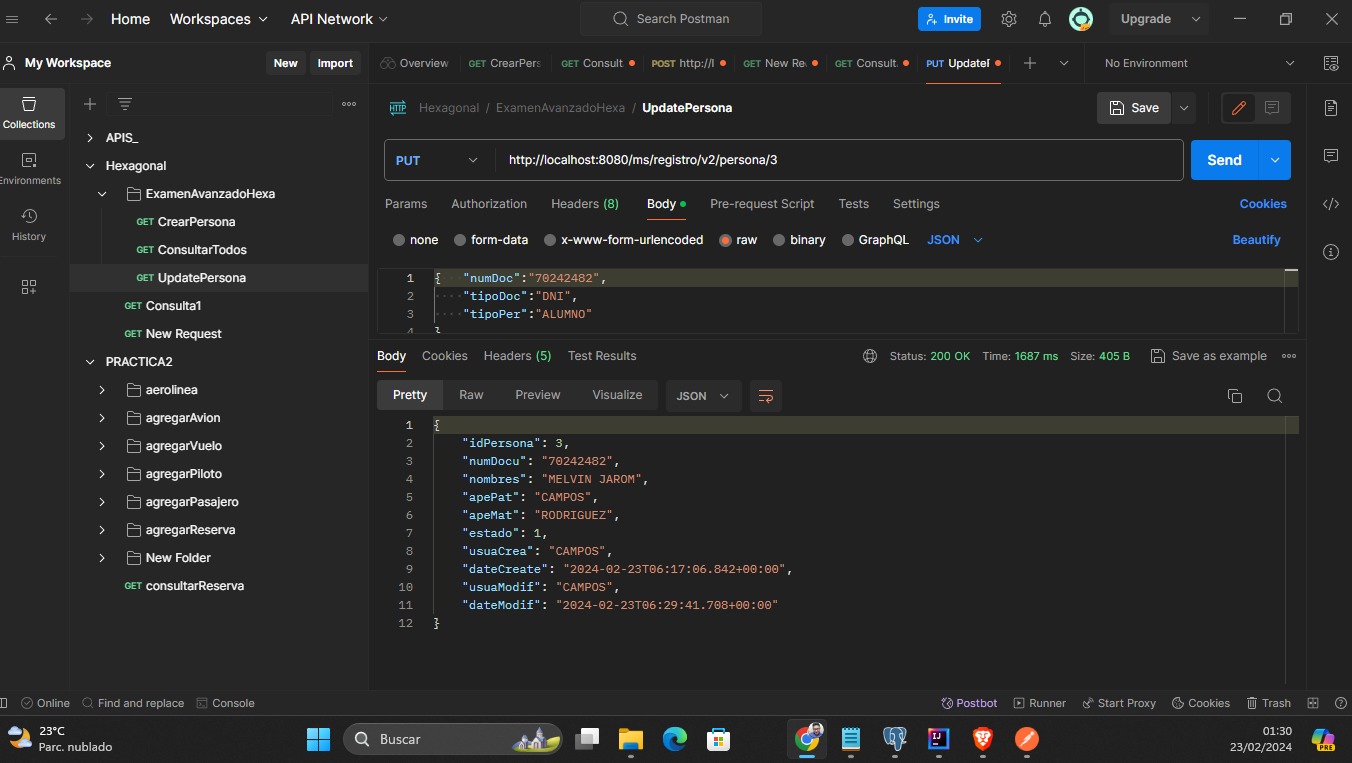 Home Workspaces API Network Search Postman Invite Upgrade
My Workspace New Import Overview GET CrearPers GET Consult POST http://l GET New Re GET Consult. PUT Updatef No Environment
Collections
Environments
History
APIS_
Hexagonal
ExamenAvanzadoHexa
GET CrearPersona
GET ConsultarTodos
GET UpdatePersona
GET Consulta1
GET New Request
PRACTICA2
aerolinea
agregarAvion
agregarVuelo
agregarPiloto
agregarPasajero
agregarReserva
New Folder
GET consultarReserva
HTTP Hexagonal / ExamenAvanzadoHexa / UpdatePersona Save
PUT http://localhost:8080/ms/registro/v2/persona/3 Send
Params Authorization Headers (8) Body Pre-request Script Tests Settings Cookies
none form-data x-www-form-urlencoded raw binary GraphQL JSON Beautify
1 { "numDoc":"70242482",
2 "tipoDoc":"DNI",
3 "tipoPer":"ALUMNO"
4 }
Body Cookies Headers (5) Test Results Status: 200 OK Time: 1687 ms Size: 405 B Save as example
Pretty Raw Preview Visualize JSON
1 {
2 "idPersona": 3,
3 "numDocu": "70242482",
4 "nombres": "MELVIN JAROM",
5 "apePat": "CAMPOS",
6 "apeMat": "RODRIGUEZ",
7 "estado": 1,
8 "usuaCrea": "CAMPOS",
9 "dateCreate": "2024-02-23T06:17:06.842+00:00",
10 "usuaModif": "CAMPOS",
11 "dateModif": "2024-02-23T06:29:41.708+00:00"
12 }
Online Find and replace Console Postbot Runner Start Proxy Cookies Trash
23°C
Parc. nublado
Buscar
IJ
01:30
23/02/2024
PRE